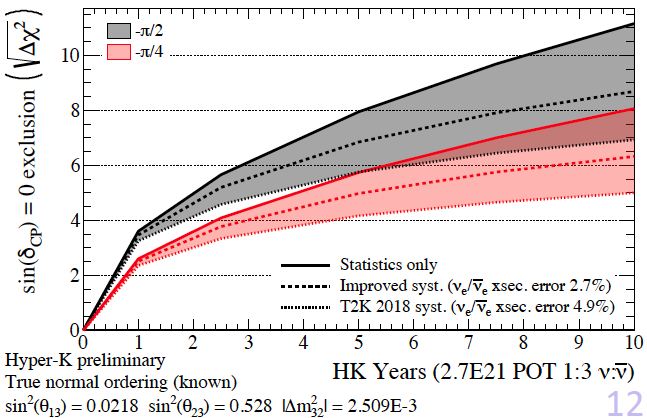 sin(δCP) = 0 exclusion (√Δχ²)
-π/2
-π/4
10
8
6
4
2
0
Statistics only
Improved syst. (νe/ν̄e xsec. error 2.7%)
T2K 2018 syst. (νe/ν̄e xsec. error 4.9%)
0 1 2 3 4 5 6 7 8 9 10
Hyper-K preliminary
HK Years (2.7E21 POT 1:3 ν:ν̄)
True normal ordering (known)
sin²(θ13) = 0.0218 sin²(θ23) = 0.528 |Δm²32| = 2.509E-3
12